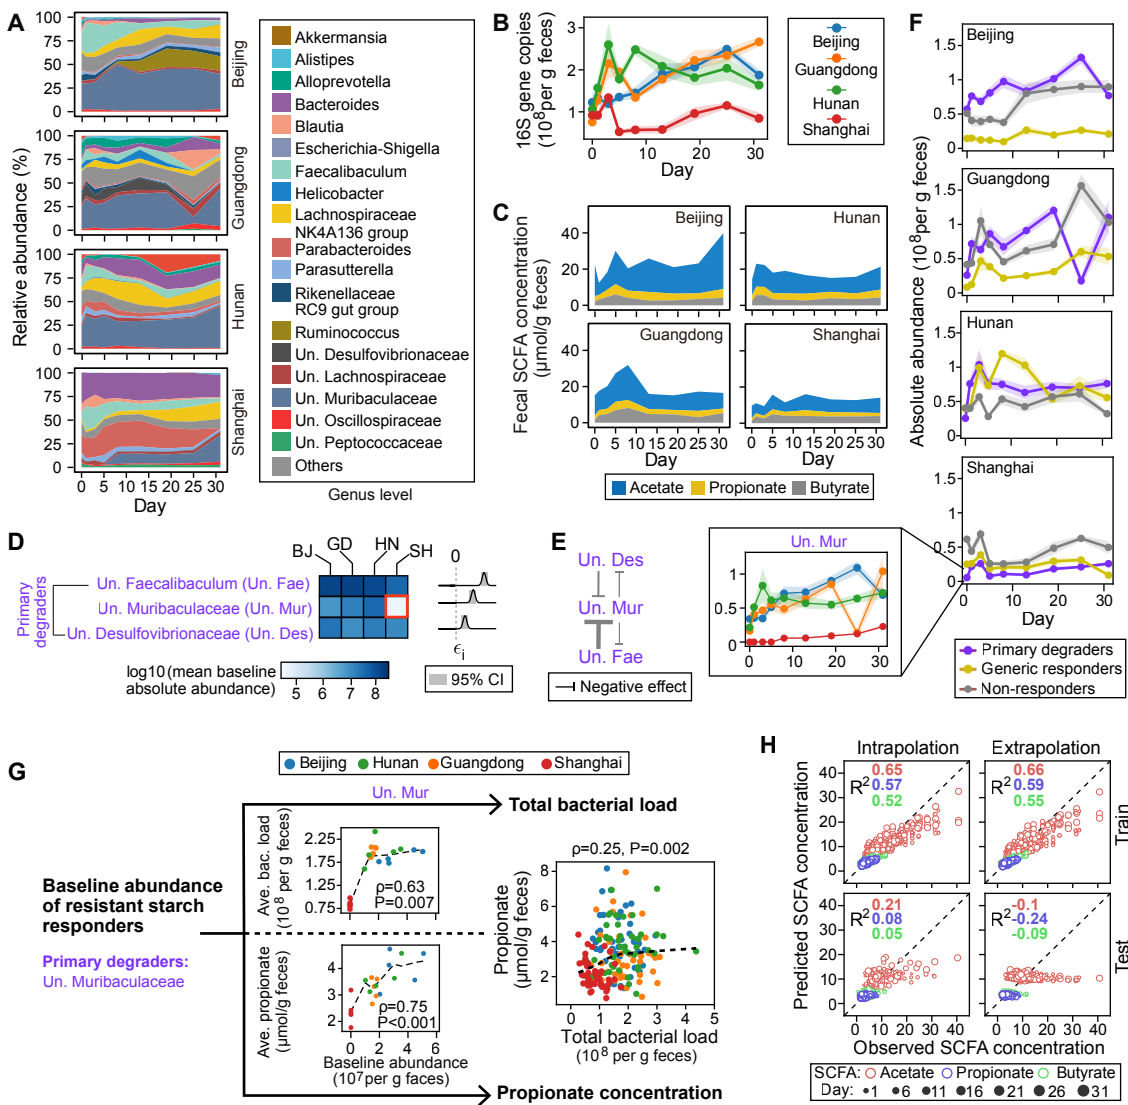 A
Relative abundance (%)
100
75
50
25
0
Beijing
100
75
50
25
0
Guangdong
100
75
50
25
0
Hunan
100
75
50
25
0
Shanghai
0 5 10 15 20 25 30
Day
Akkermansia
Alistipes
Alloprevotella
Bacteroides
Blautia
Escherichia-Shigella
Faecalibaculum
Helicobacter
Lachnospiraceae
NK4A136 group
Parabacteroides
Parasutterella
Rikenellaceae
RC9 gut group
Ruminococcus
Un. Desulfovibrionaceae
Un. Lachnospiraceae
Un. Muribaculaceae
Un. Oscillospiraceae
Un. Peptococcaceae
Others
Genus level
B
16S gene copies
(10⁸per g feces)
3
2
1
0 10 20 30
Day
Beijing
Guangdong
Hunan
Shanghai
C
Fecal SCFA concentration
(μmol/g feces)
40
20
0
Beijing
Hunan
40
20
0
Guangdong
Shanghai
0 5 10 15 20 25 30
0 5 10 15 20 25 30
Day
Day
Acetate
Propionate
Butyrate
F
Absolute abundance (10⁸per g feces)
Beijing
1.5
1
0.5
0
Guangdong
1.5
1
0.5
0
Hunan
1.5
1
0.5
0
Shanghai
1.5
1
0.5
0
0 10 20 30
Day
Primary degraders
Generic responders
Non-responders
D
BJ GD HN SH
0
Primary
degraders
Un. Faecalibaculum (Un. Fae)
Un. Muribaculaceae (Un. Mur)
Un. Desulfovibrionaceae (Un. Des)
ϵi
log10(mean baseline
absolute abundance)
5 6 7 8
95% CI
E
Un. Des
Un. Mur
Un. Fae
Negative effect
Un. Mur
1
0.5
0
0 10 20 30
G
Beijing
Hunan
Guangdong
Shanghai
Baseline abundance
of resistant starch
responders
Primary degraders:
Un. Muribaculaceae
Un. Mur
Total bacterial load
Ave. bac. load
(10⁸ per g feces)
2.25
1.75
1.25
0.75
ρ=0.63
P=0.007
Ave. propionate
(μmol/g feces)
4
3
2
ρ=0.75
P<0.001
0 2 4 6
Baseline abundance
(10⁷per g faces)
Propionate concentration
ρ=0.25, P=0.002
Propionate
(μmol/g feces)
8
6
4
2
0 1 2 3 4 5
Total bacterial load
(10⁸ per g feces)
H
Intrapolation
Extrapolation
Predicted SCFA concentration
40
30
20
10
0
R²
0.65
0.57
0.52
R²
0.66
0.59
0.55
Train
40
30
20
10
0
R²
0.21
0.08
0.05
R²
-0.1
-0.24
-0.09
Test
0 10 20 30 40
0 10 20 30 40
Observed SCFA concentration
SCFA: Acetate Propionate Butyrate
Day: 1 6 11 16 21 26 31